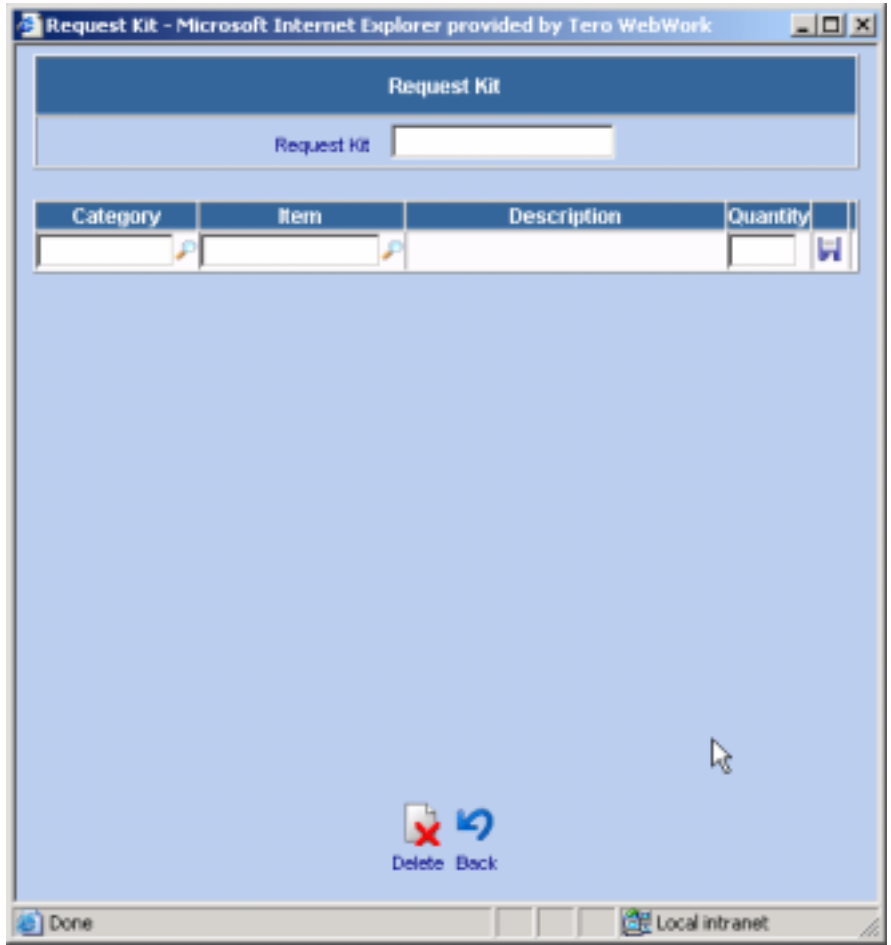 Request Kit - Microsoft Internet Explorer provided by Tero WebWork
Request Kit
Request Kit
Category Item Description Quantity
Delete Back
Done Local intranet